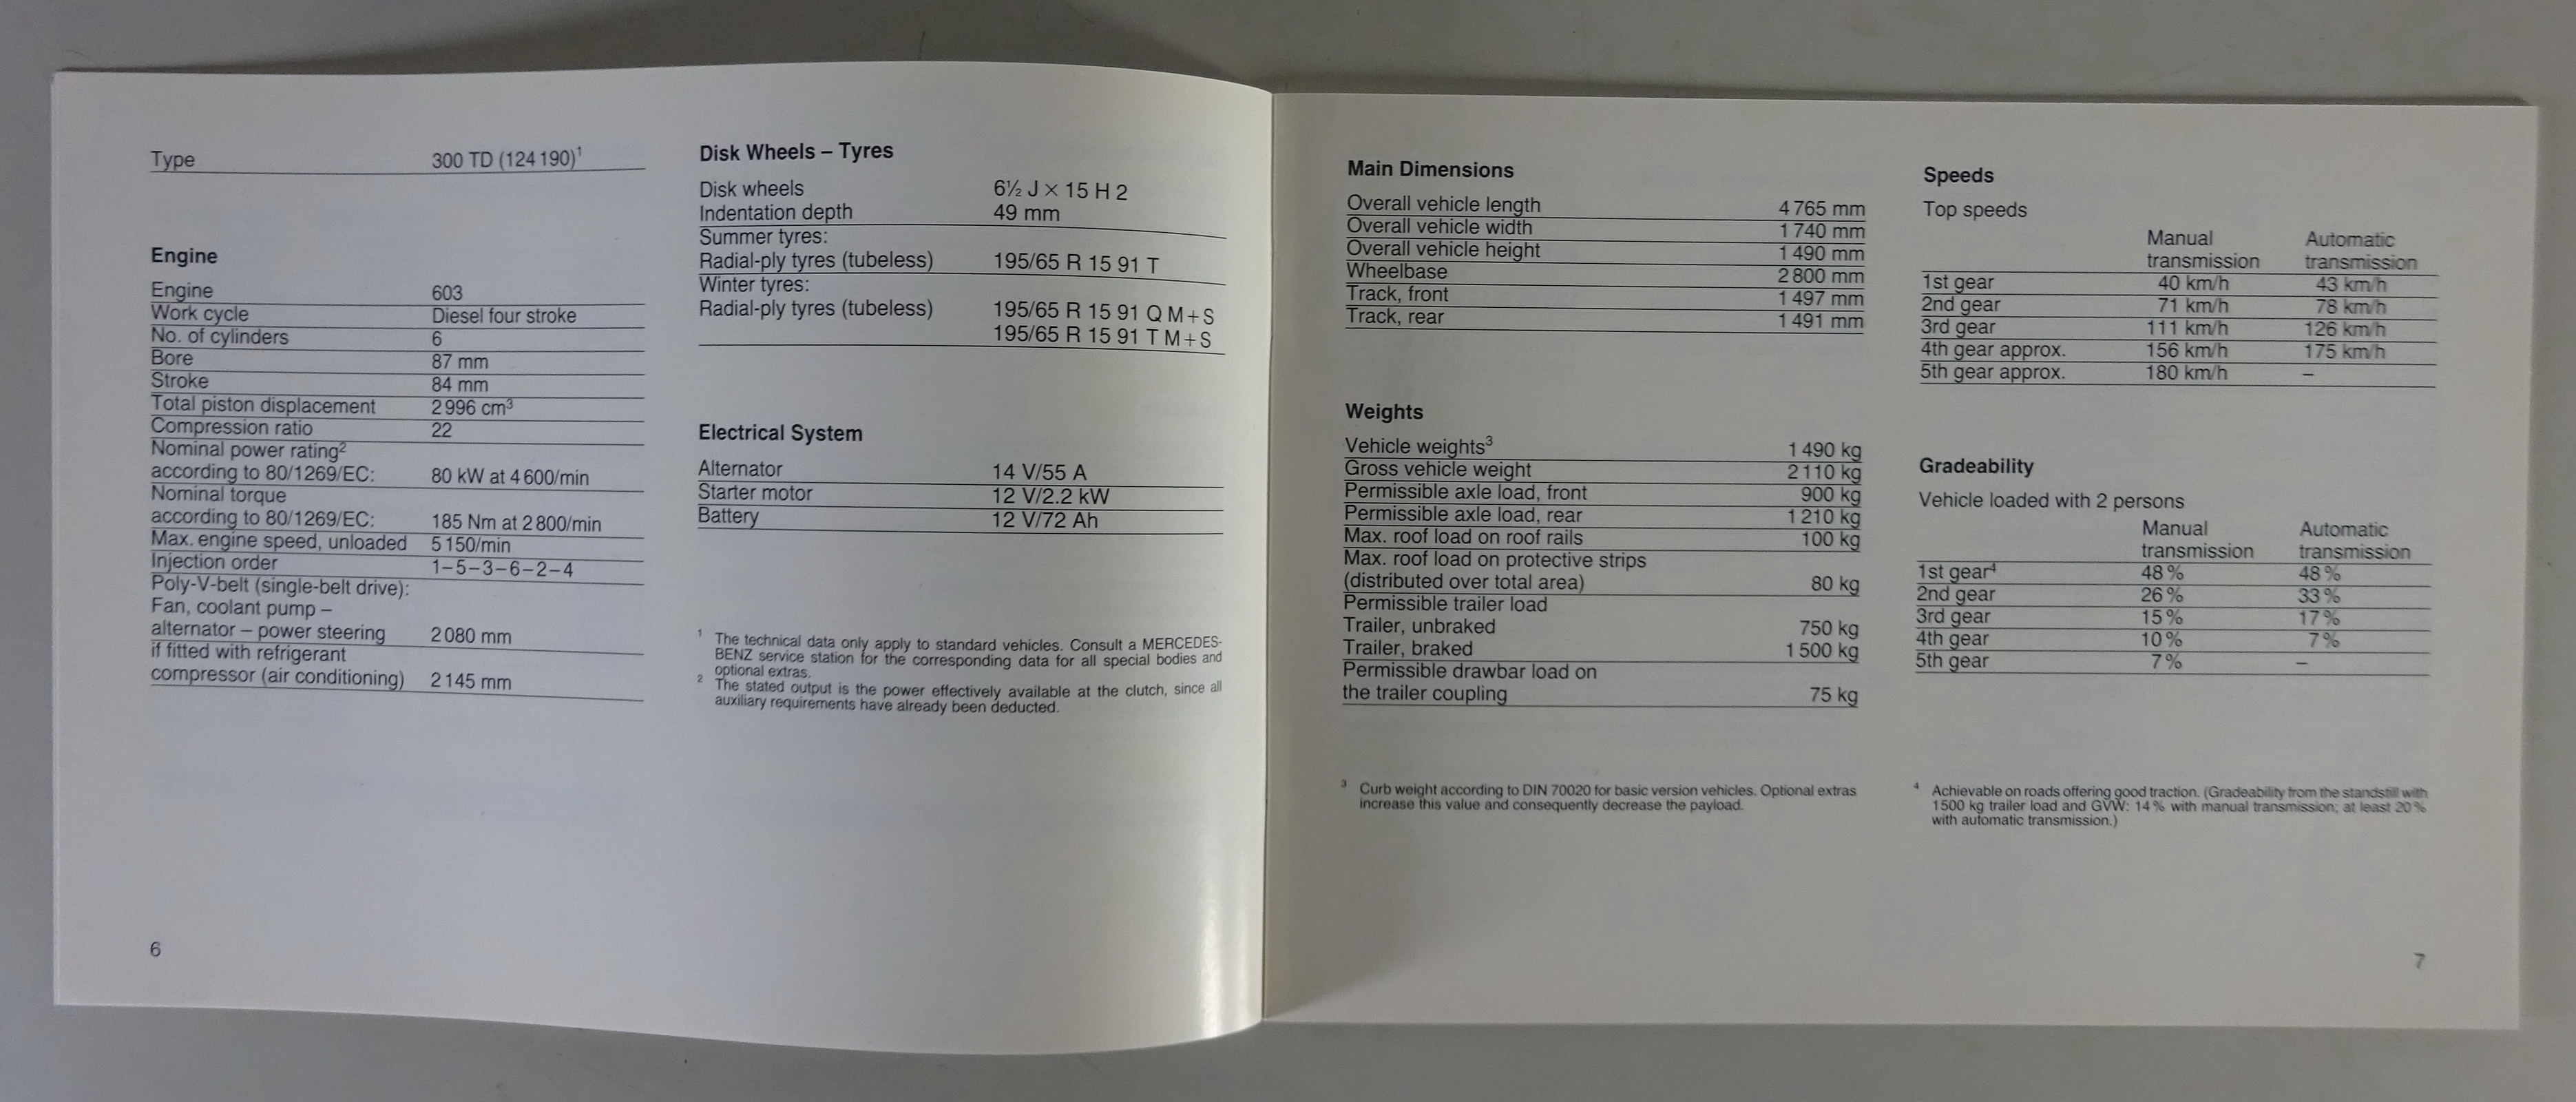 Type 300 TD (124 190)¹
Engine
Engine 603
Work cycle Diesel four stroke
No. of cylinders 6
Bore 87 mm
Stroke 84 mm
Total piston displacement 2 996 cm³
Compression ratio 22
Nominal power rating²
according to 80/1269/EC: 80 kW at 4 600/min
Nominal torque
according to 80/1269/EC: 185 Nm at 2 800/min
Max. engine speed, unloaded 5 150/min
Injection order 1–5–3–6–2–4
Poly-V-belt (single-belt drive):
Fan, coolant pump –
alternator – power steering 2 080 mm
if fitted with refrigerant
compressor (air conditioning) 2 145 mm
6
Disk Wheels – Tyres
Disk wheels 6½ J × 15 H 2
Indentation depth 49 mm
Summer tyres:
Radial-ply tyres (tubeless) 195/65 R 15 91 T
Winter tyres:
Radial-ply tyres (tubeless) 195/65 R 15 91 Q M+S
195/65 R 15 91 T M+S
Electrical System
Alternator 14 V/55 A
Starter motor 12 V/2.2 kW
Battery 12 V/72 Ah
¹ The technical data only apply to standard vehicles. Consult a MERCEDES-
BENZ service station for the corresponding data for all special bodies and
optional extras.
² The stated output is the power effectively available at the clutch, since all
auxiliary requirements have already been deducted.
Main Dimensions
Overall vehicle length 4 765 mm
Overall vehicle width 1 740 mm
Overall vehicle height 1 490 mm
Wheelbase 2 800 mm
Track, front 1 497 mm
Track, rear 1 491 mm
Weights
Vehicle weights³ 1 490 kg
Gross vehicle weight 2 110 kg
Permissible axle load, front 900 kg
Permissible axle load, rear 1 210 kg
Max. roof load on roof rails 100 kg
Max. roof load on protective strips
(distributed over total area) 80 kg
Permissible trailer load
Trailer, unbraked 750 kg
Trailer, braked 1 500 kg
Permissible drawbar load on
the trailer coupling 75 kg
³ Curb weight according to DIN 70020 for basic version vehicles. Optional extras
increase this value and consequently decrease the payload.
Speeds
Top speeds
Manual Automatic
transmission transmission
1st gear 40 km/h 43 km/h
2nd gear 71 km/h 78 km/h
3rd gear 111 km/h 126 km/h
4th gear approx. 156 km/h 175 km/h
5th gear approx. 180 km/h –
Gradeability
Vehicle loaded with 2 persons
Manual Automatic
transmission transmission
1st gear⁴ 48 % 48 %
2nd gear 26 % 33 %
3rd gear 15 % 17 %
4th gear 10 % 7 %
5th gear 7 % –
⁴ Achievable on roads offering good traction. (Gradeability from the standstill with
1500 kg trailer load and GVW: 14 % with manual transmission; at least 20 %
with automatic transmission.)
7